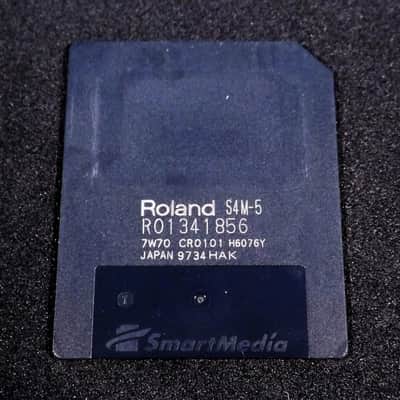 Roland S4M-5
R01341856
7W70 CR0101 H6076Y
JAPAN 9734HAK
SmartMedia